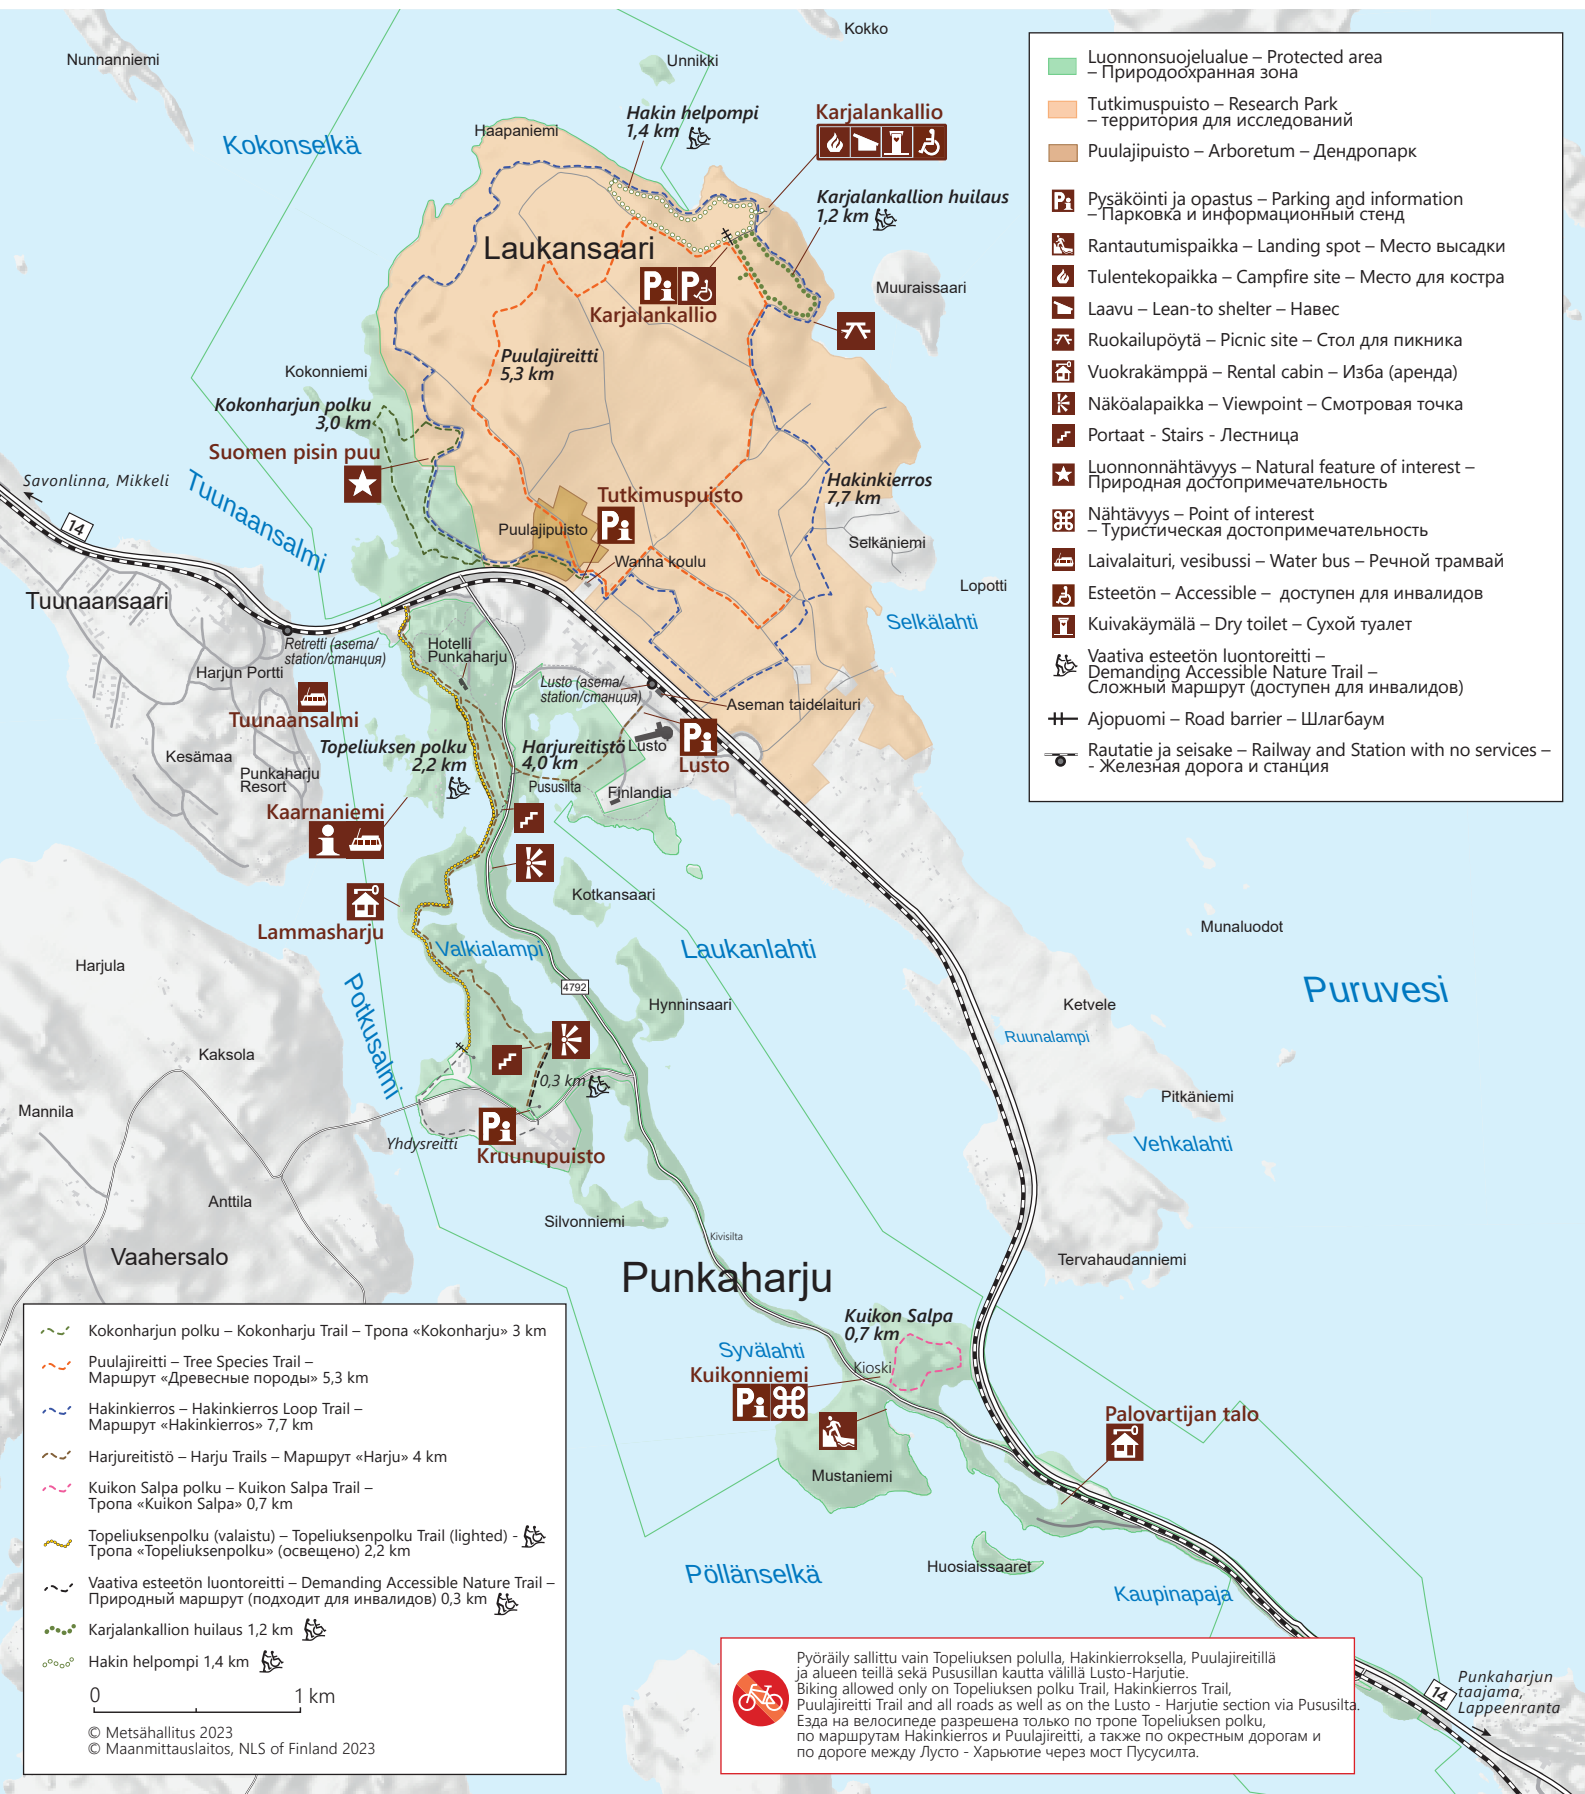 Kokko
Nunnanniemi
Unnikki
Hakin helpompi
1,4 km
Karjalankallio
Haapaniemi
Kokonselkä
Karjalankallion huilaus
1,2 km
Laukansaari
Pi P
Karjalankallio
Muuraissaari
Puulajireitti
5,3 km
Kokonniemi
Kokonharjun polku
3,0 km
Suomen pisin puu
Savonlinna, Mikkeli
Tuunaansalmi
14
Hakinkierros
7,7 km
Tutkimuspuisto
Pi
Puulajipuisto
Wanha koulu
Selkäniemi
Lopotti
Selkälahti
Tuunaansaari
Retretti (asema/
station/станция)
Harjun Portti
Hotelli
Punkaharju
Lusto (asema/
station/станция)
Aseman taidelaituri
Tuunaansalmi
Topeliuksen polku
2,2 km
Harjureitistö
4,0 km
Lusto
Pi
Lusto
Kesämaa
Punkaharju
Resort
Pususilta
Finlandia
Kaarnaniemi
i
Kotkansaari
Lammasharju
Valkialampi
Laukanlahti
Munaluodot
Harjula
Potkusalmi
4792
Hynninsaari
Puruvesi
Ketvele
Ruunalampi
Kaksola
0,3 km
Mannila
Pitkäniemi
Pi
Yhdysreitti
Kruunupuisto
Vehkalahti
Anttila
Silvonniemi
Kivisilta
Vaahersalo
Tervahaudanniemi
Punkaharju
Kuikon Salpa
0,7 km
Syvälahti
Kuikonniemi
Kioski
Pi
Palovartijan talo
Mustaniemi
Huosiaissaaret
Pöllänselkä
Kaupinapaja
14
Punkaharjun
taajama,
Lappeenranta
Luonnonsuojelualue – Protected area
– Природоохранная зона
Tutkimuspuisto – Research Park
– территория для исследований
Puulajipuisto – Arboretum – Дендропарк
Pi
Pysäköinti ja opastus – Parking and information
– Парковка и информационный стенд
Rantautumispaikka – Landing spot – Место высадки
Tulentekopaikka – Campfire site – Место для костра
Laavu – Lean-to shelter – Навес
Ruokailupöytä – Picnic site – Стол для пикника
Vuokrakämppä – Rental cabin – Изба (аренда)
Näköalapaikka – Viewpoint – Смотровая точка
Portaat - Stairs - Лестница
Luonnonnähtävyys – Natural feature of interest –
Природная достопримечательность
Nähtävyys – Point of interest
– Туристическая достопримечательность
Laivalaituri, vesibussi – Water bus – Речной трамвай
Esteetön – Accessible – доступен для инвалидов
Kuivakäymälä – Dry toilet – Сухой туалет
Vaativa esteetön luontoreitti –
Demanding Accessible Nature Trail –
Сложный маршрут (доступен для инвалидов)
Ajopuomi – Road barrier – Шлагбаум
Rautatie ja seisake – Railway and Station with no services –
- Железная дорога и станция
Kokonharjun polku – Kokonharju Trail – Тропа «Kokonharju» 3 km
Puulajireitti – Tree Species Trail –
Маршрут «Древесные породы» 5,3 km
Hakinkierros – Hakinkierros Loop Trail –
Маршрут «Hakinkierros» 7,7 km
Harjureitistö – Harju Trails – Маршрут «Harju» 4 km
Kuikon Salpa polku – Kuikon Salpa Trail –
Тропа «Kuikon Salpa» 0,7 km
Topeliuksenpolku (valaistu) – Topeliuksenpolku Trail (lighted) -
Тропа «Topeliuksenpolku» (освещено) 2,2 km
Vaativa esteetön luontoreitti – Demanding Accessible Nature Trail –
Природный маршрут (подходит для инвалидов) 0,3 km
Karjalankallion huilaus 1,2 km
Hakin helpompi 1,4 km
0 1 km
© Metsähallitus 2023
© Maanmittauslaitos, NLS of Finland 2023
Pyöräily sallittu vain Topeliuksen polulla, Hakinkierroksella, Puulajireitillä
ja alueen teillä sekä Pususillan kautta välillä Lusto-Harjutie.
Biking allowed only on Topeliuksen polku Trail, Hakinkierros Trail,
Puulajireitti Trail and all roads as well as on the Lusto - Harjutie section via Pususilta.
Езда на велосипеде разрешена только по тропе Topeliuksen polku,
по маршрутам Hakinkierros и Puulajireitti, а также по окрестным дорогам и
по дороге между Лусто - Харьютие через мост Пусусилта.